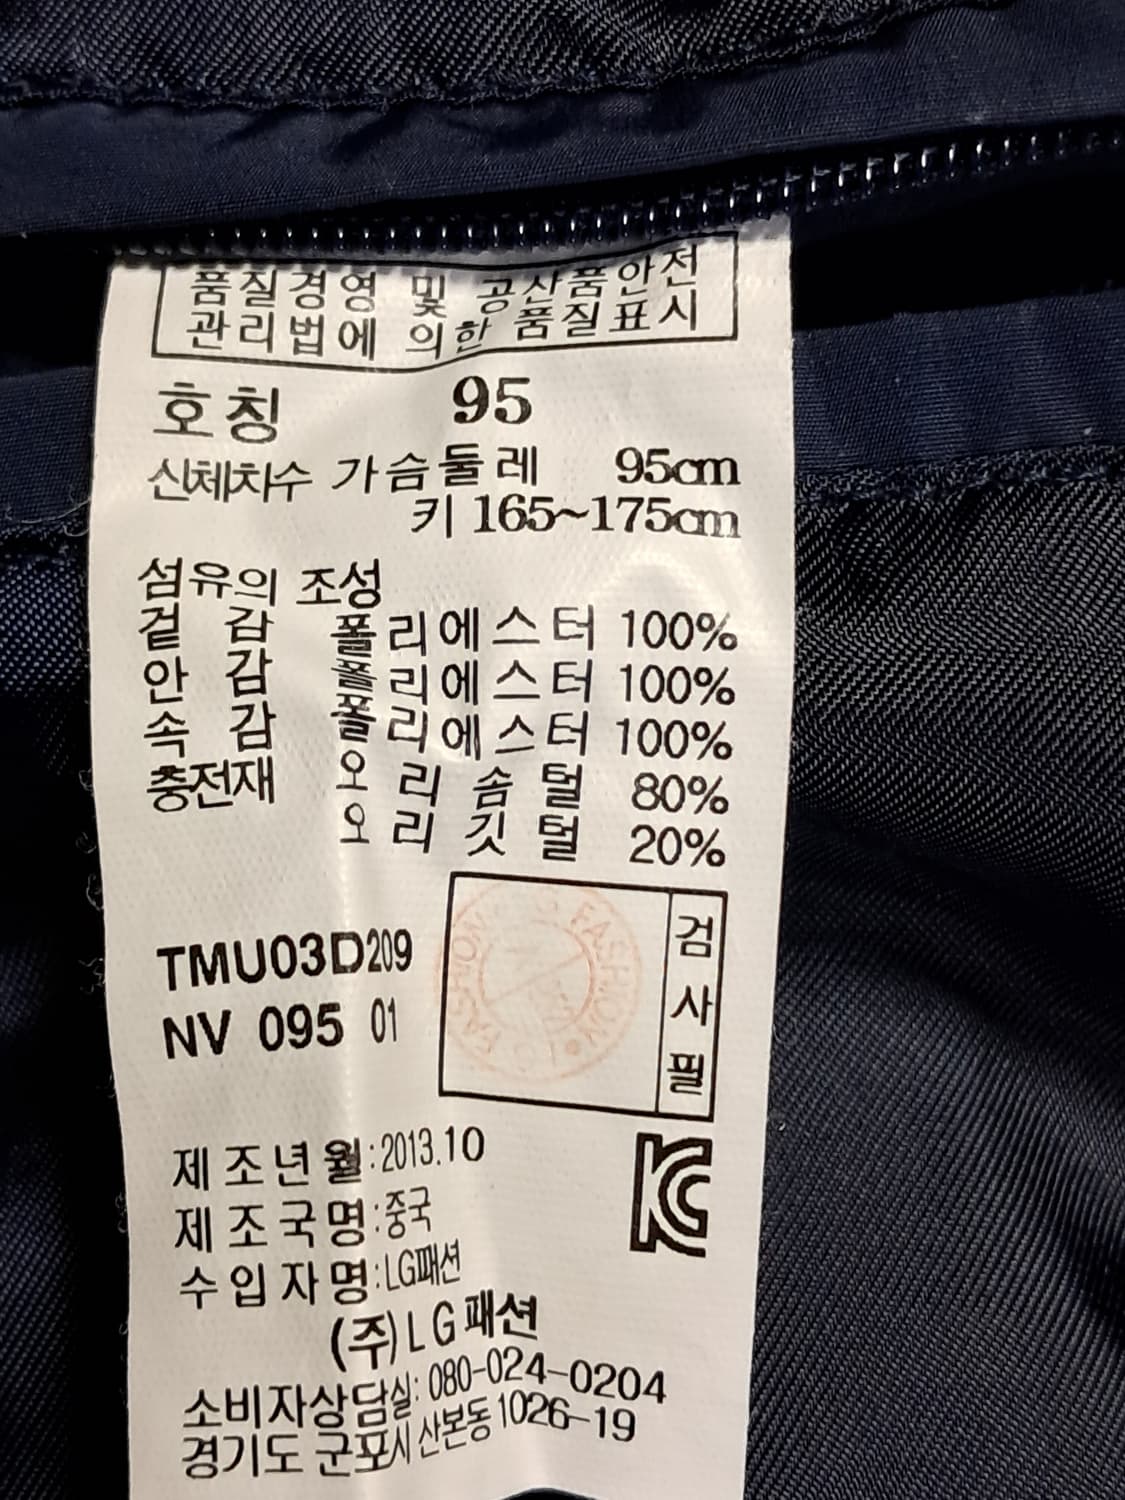 품질경영 및 공산품안전
관리법에 의한 품질표시
호칭 95
신체치수 가슴둘레 95cm
키 165~175cm
섬유의 조성
겉감 폴리에스터 100%
안감 폴리에스터 100%
속감 폴리에스터 100%
충전재 오리솜털 80%
오리깃털 20%
TMU03D209
NV 095 01
LG FASHION
FASHION
검사필
제조년월:2013.10
KC
제조국명:중국
수입자명:LG패션
(주)LG패션
소비자상담실: 080-024-0204
경기도 군포시 산본동 1026-19